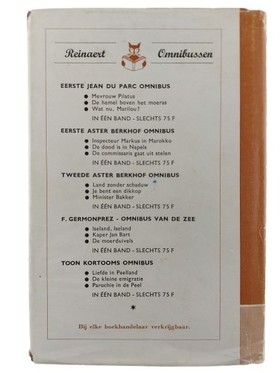 Reinaert Omnibussen
EERSTE JEAN DU PARC OMNIBUS
● Mevrouw Pilatus
● De hemel boven het moeras
● Wat nu, Marilou?
IN ÉÉN BAND - SLECHTS 75 F
EERSTE ASTER BERKHOF OMNIBUS
● Inspecteur Markus in Marokko
● De dood is in Napels
● De commissaris gaat uit stelen
IN ÉÉN BAND - SLECHTS 75 F
TWEEDE ASTER BERKHOF OMNIBUS
● Land zonder schaduw
● Je bent een dikkop
● Minister Bakker
IN ÉÉN BAND - SLECHTS 75 F
F. GERMONPREZ - OMNIBUS VAN DE ZEE
● Iseland, Iseland
● Kaper Jan Bart
● De moerduivels
IN ÉÉN BAND - SLECHTS 75 F
TOON KORTOOMS OMNIBUS
● Liefde in Peelland
● De kleine emigratie
● Parochie in de Peel
IN ÉÉN BAND - SLECHTS 75 F
*
Bij elke boekhandelaar verkrijgbaar.